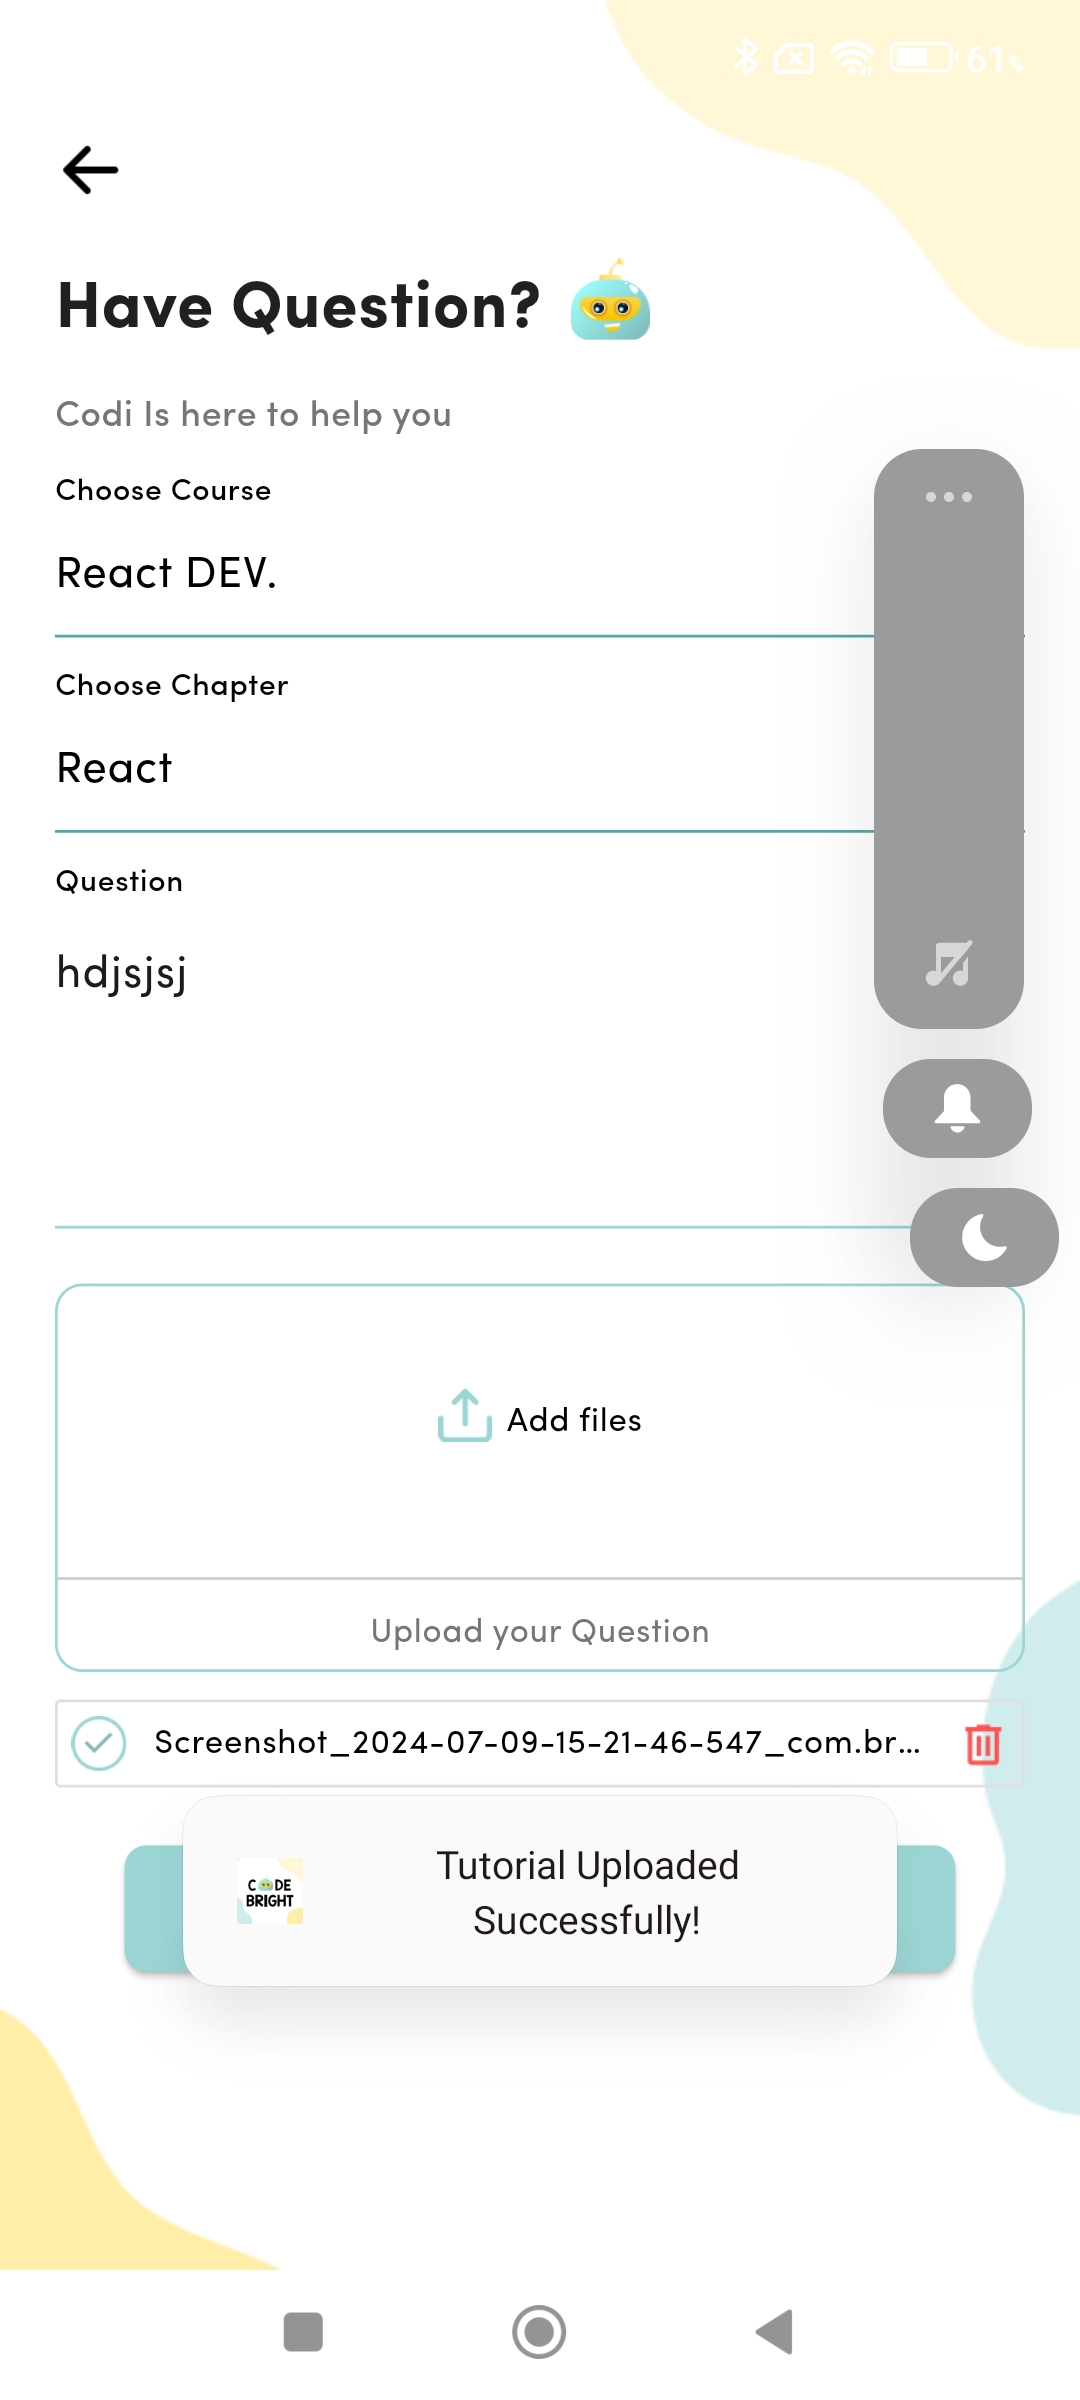 61%
Have Question?
Codi Is here to help you
Choose Course
React DEV.
Choose Chapter
React
Question
hdjsjsj
Add files
Upload your Question
Screenshot_2024-07-09-15-21-46-547_com.br...
CODE
BRIGHT
Tutorial Uploaded
Successfully!